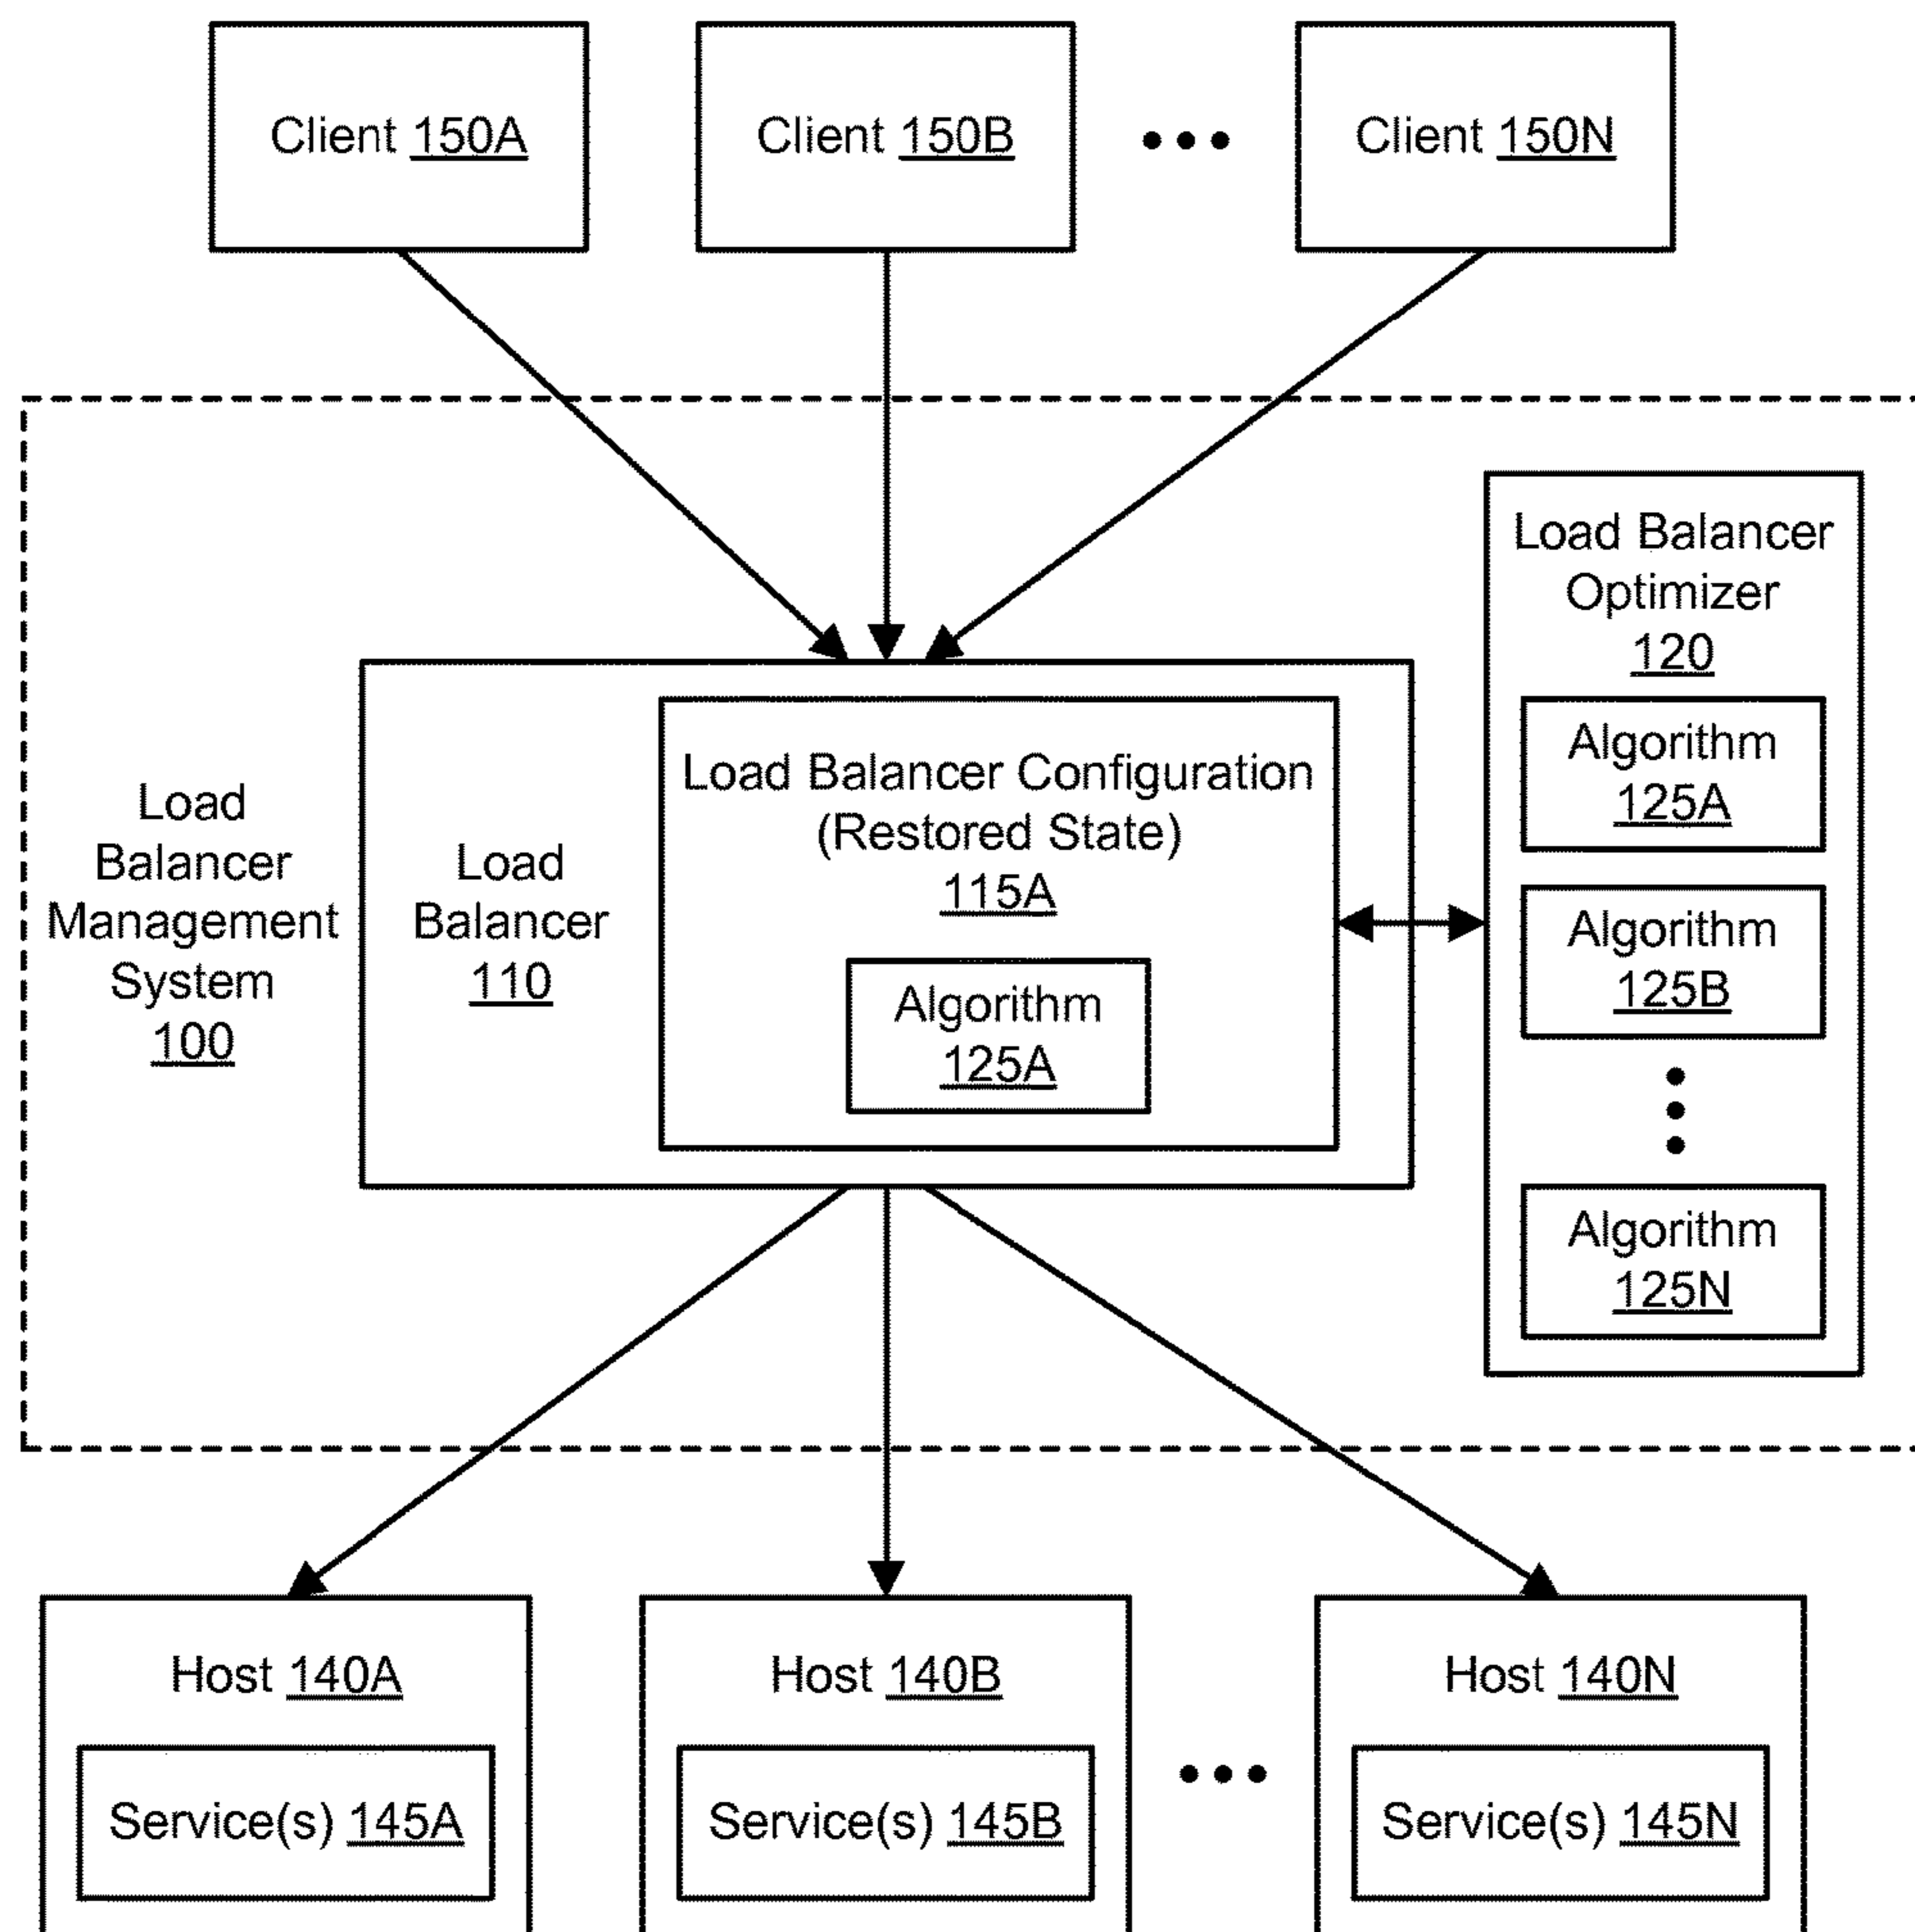 Client 150A
Client 150B
Client 150N
Load Balancer
Optimizer
120
Algorithm
125A
Algorithm
125B
Algorithm
125N
Load
Balancer
Management
System
100
Load
Balancer
110
Load Balancer Configuration
(Restored State)
115A
Algorithm
125A
Host 140A
Service(s) 145A
Host 140B
Service(s) 145B
Host 140N
Service(s) 145N